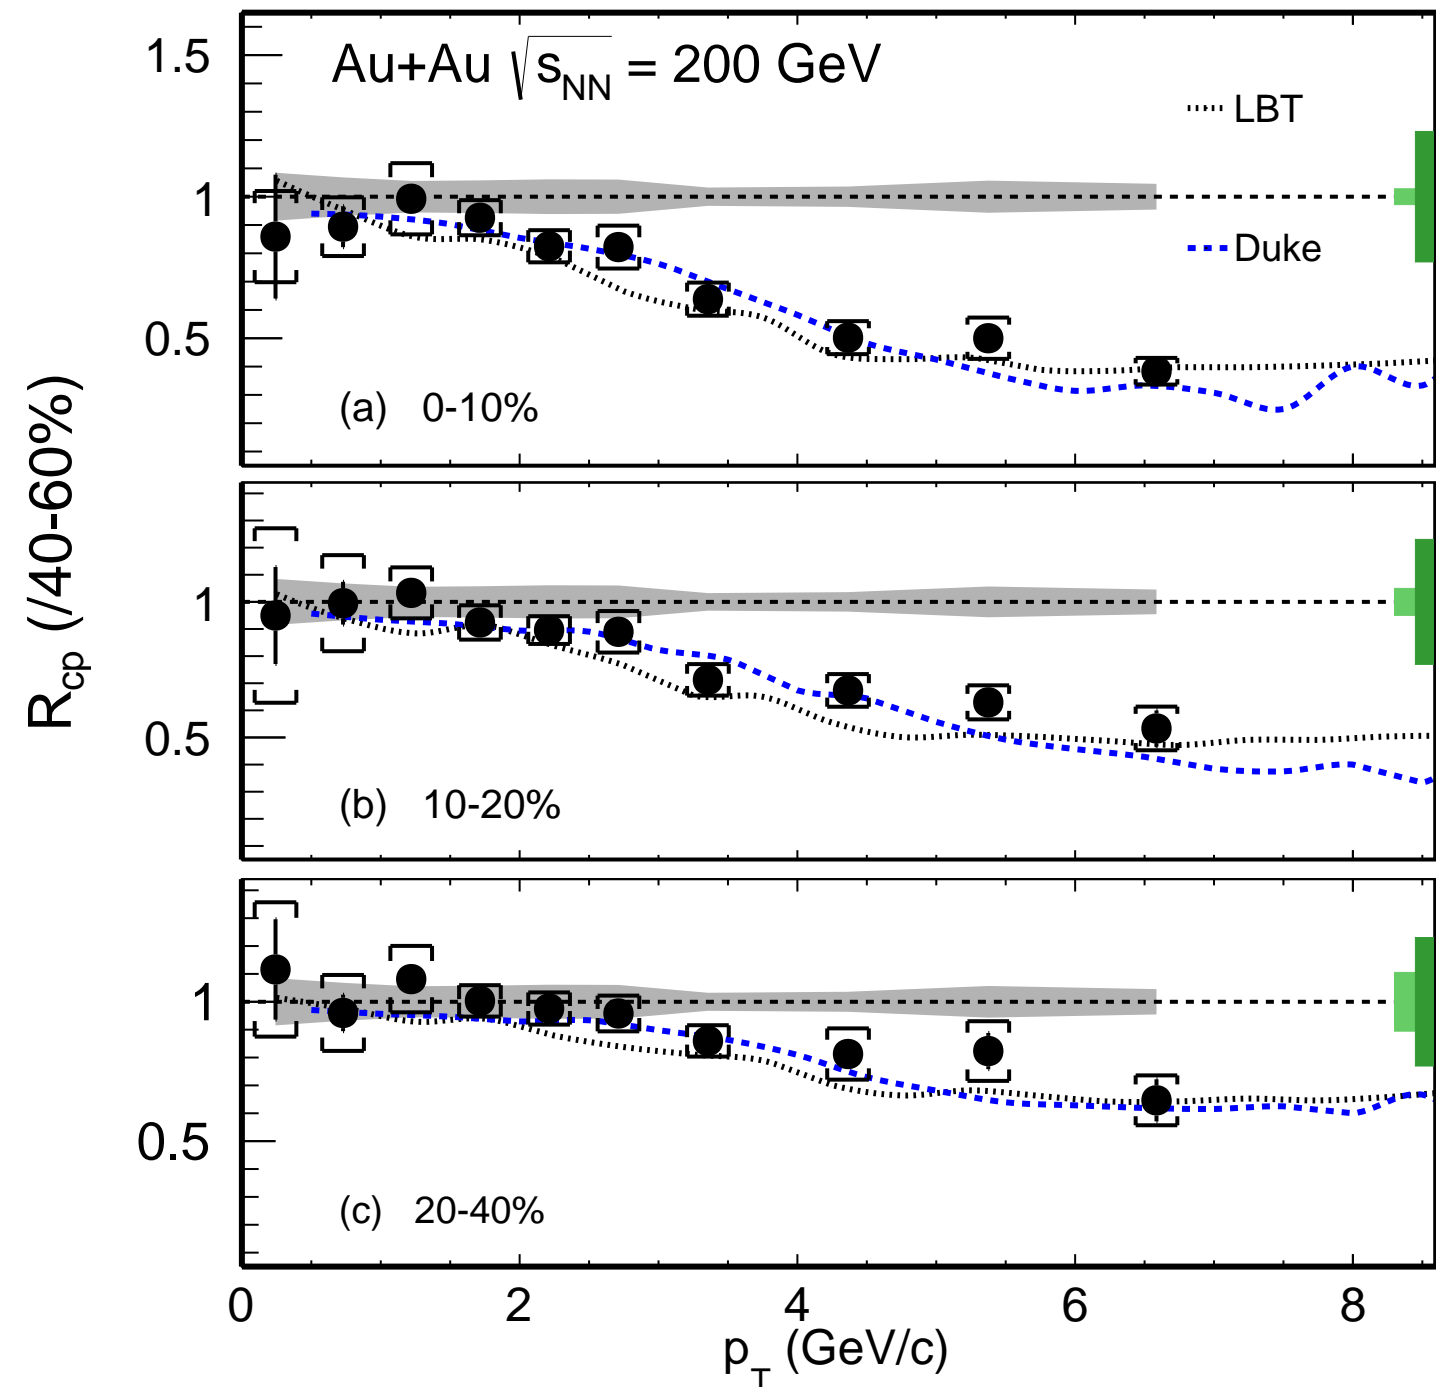 Au+Au √sNN = 200 GeV
LBT
Duke
1.5
1
0.5
(a) 0-10%
Rcp (/40-60%)
1
0.5
(b) 10-20%
1
0.5
(c) 20-40%
0 2 4 6 8
pT (GeV/c)